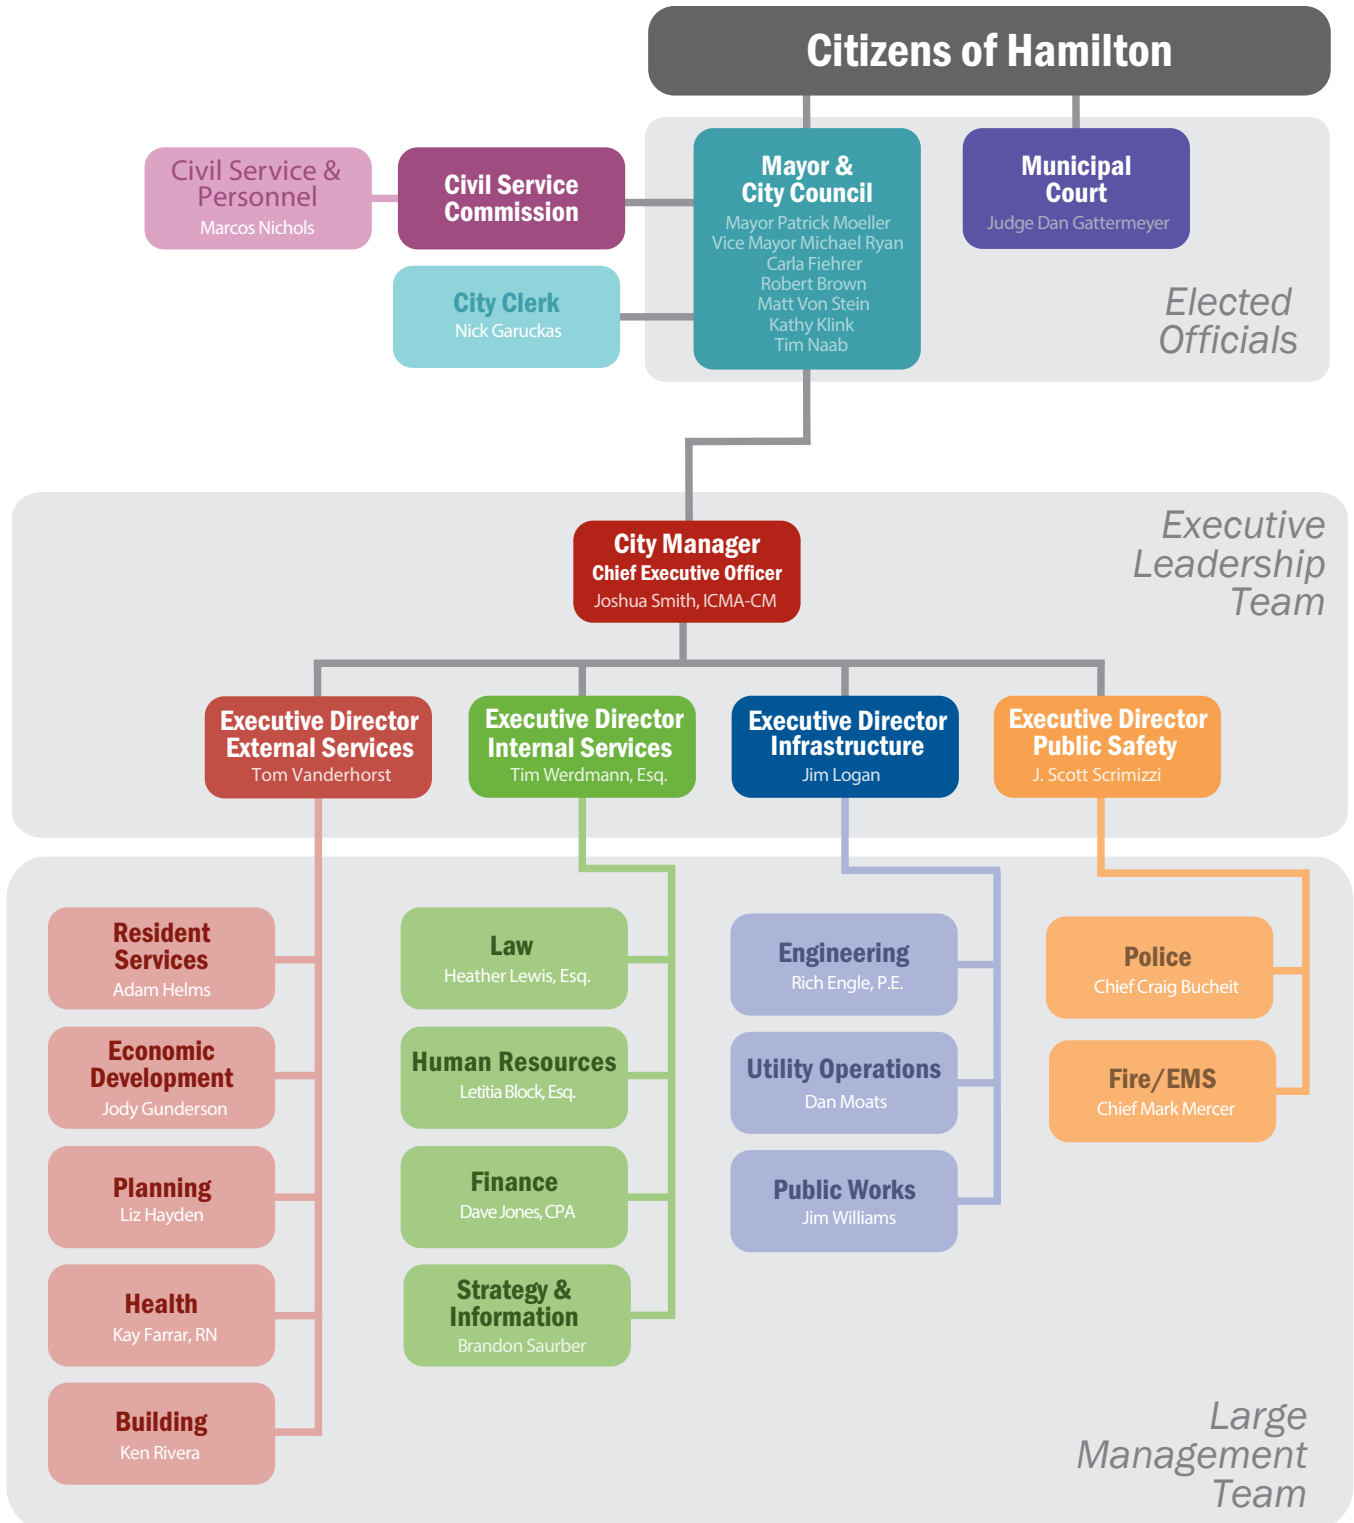 Citizens of Hamilton
Civil Service &
Personnel
Marcos Nichols
Civil Service
Commission
City Clerk
Nick Garuckas
Mayor &
City Council
Mayor Patrick Moeller
Vice Mayor Michael Ryan
Carla Fiehrer
Robert Brown
Matt Von Stein
Kathy Klink
Tim Naab
Municipal
Court
Judge Dan Gattermeyer
Elected
Officials
City Manager
Chief Executive Officer
Joshua Smith, ICMA-CM
Executive
Leadership
Team
Executive Director
External Services
Tom Vanderhorst
Executive Director
Internal Services
Tim Werdmann, Esq.
Executive Director
Infrastructure
Jim Logan
Executive Director
Public Safety
J. Scott Scrimizzi
Resident
Services
Adam Helms
Economic
Development
Jody Gunderson
Planning
Liz Hayden
Health
Kay Farrar, RN
Building
Ken Rivera
Law
Heather Lewis, Esq.
Human Resources
Letitia Block, Esq.
Finance
Dave Jones, CPA
Strategy &
Information
Brandon Saurber
Engineering
Rich Engle, P.E.
Utility Operations
Dan Moats
Public Works
Jim Williams
Police
Chief Craig Bucheit
Fire/EMS
Chief Mark Mercer
Large
Management
Team